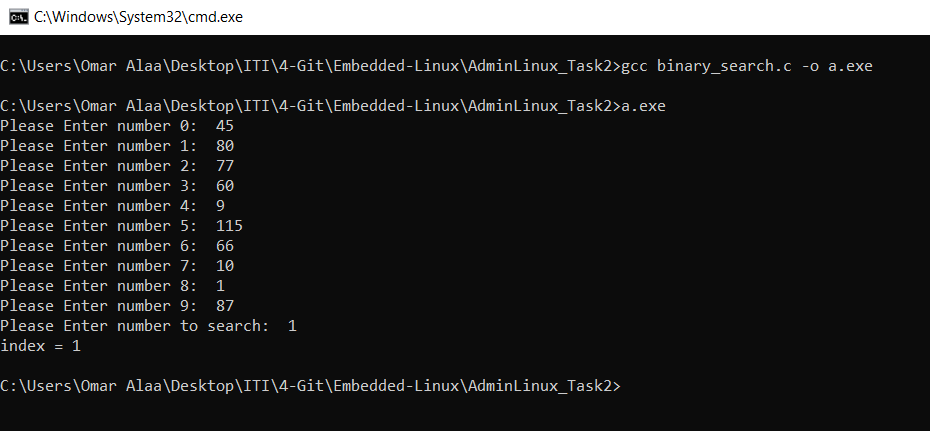 C:\Windows\System32\cmd.exe
C:\Users\Omar Alaa\Desktop\ITI\4-Git\Embedded-Linux\AdminLinux_Task2>gcc binary_search.c -o a.exe
C:\Users\Omar Alaa\Desktop\ITI\4-Git\Embedded-Linux\AdminLinux_Task2>a.exe
Please Enter number 0:  45
Please Enter number 1:  80
Please Enter number 2:  77
Please Enter number 3:  60
Please Enter number 4:  9
Please Enter number 5:  115
Please Enter number 6:  66
Please Enter number 7:  10
Please Enter number 8:  1
Please Enter number 9:  87
Please Enter number to search:  1
index = 1
C:\Users\Omar Alaa\Desktop\ITI\4-Git\Embedded-Linux\AdminLinux_Task2>